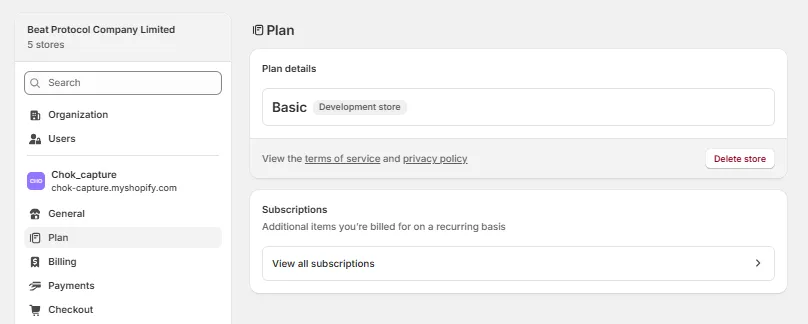 Beat Protocol Company Limited
5 stores
Search
Organization
Users
CHO
Chok_capture
chok-capture.myshopify.com
General
Plan
Billing
Payments
Checkout
Plan
Plan details
Basic Development store
View the terms of service and privacy policy
Delete store
Subscriptions
Additional items you're billed for on a recurring basis
View all subscriptions